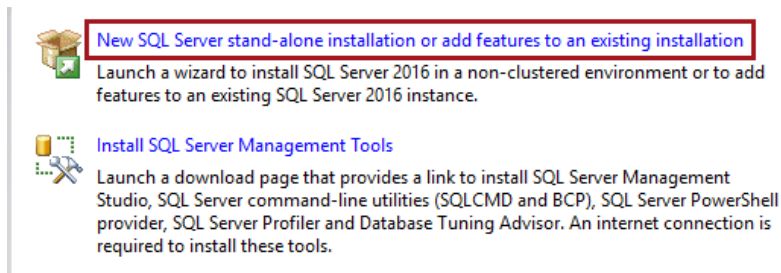 New SQL Server stand-alone installation or add features to an existing installation
Launch a wizard to install SQL Server 2016 in a non-clustered environment or to add
features to an existing SQL Server 2016 instance.
Install SQL Server Management Tools
Launch a download page that provides a link to install SQL Server Management
Studio, SQL Server command-line utilities (SQLCMD and BCP), SQL Server PowerShell
provider, SQL Server Profiler and Database Tuning Advisor. An internet connection is
required to install these tools.